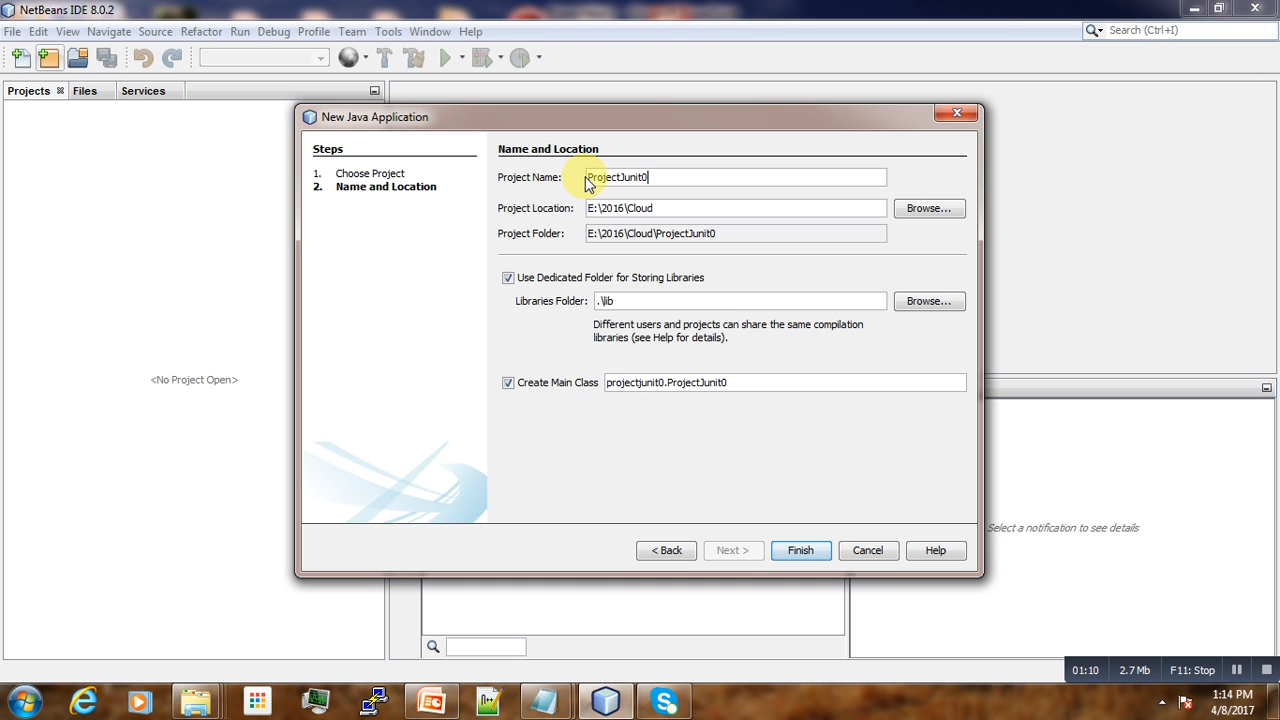 NetBeans IDE 8.0.2
File Edit View Navigate Source Refactor Run Debug Profile Team Tools Window Help
Search (Ctrl+I)
Projects Files Services
New Java Application
Steps
1. Choose Project
2. Name and Location
Name and Location
Project Name: ProjectJunit0
Project Location: E:\2016\Cloud Browse...
Project Folder: E:\2016\Cloud\ProjectJunit0
Use Dedicated Folder for Storing Libraries
Libraries Folder: .\lib Browse...
Different users and projects can share the same compilation
libraries (see Help for details).
<No Project Open>
Create Main Class projectjunit0.ProjectJunit0
Select a notification to see details
< Back Next > Finish Cancel Help
01:10 2.7 Mb F11: Stop
1:14 PM
4/8/2017